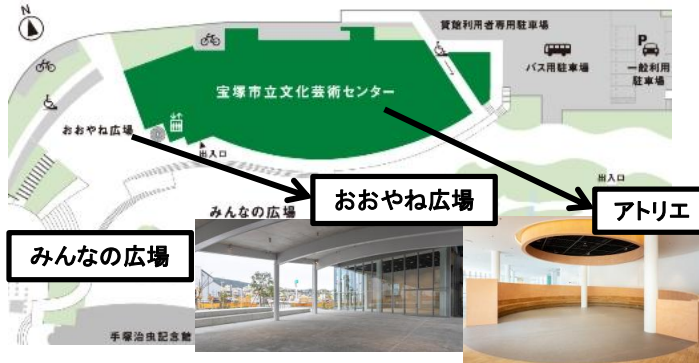 N
貸館利用者専用駐車場
P
バス用駐車場
一般利用
駐車場
宝塚市立文化芸術センター
おおやね広場
出入口
出入口
みんなの広場
おおやね広場
アトリエ
みんなの広場
手塚治虫記念館